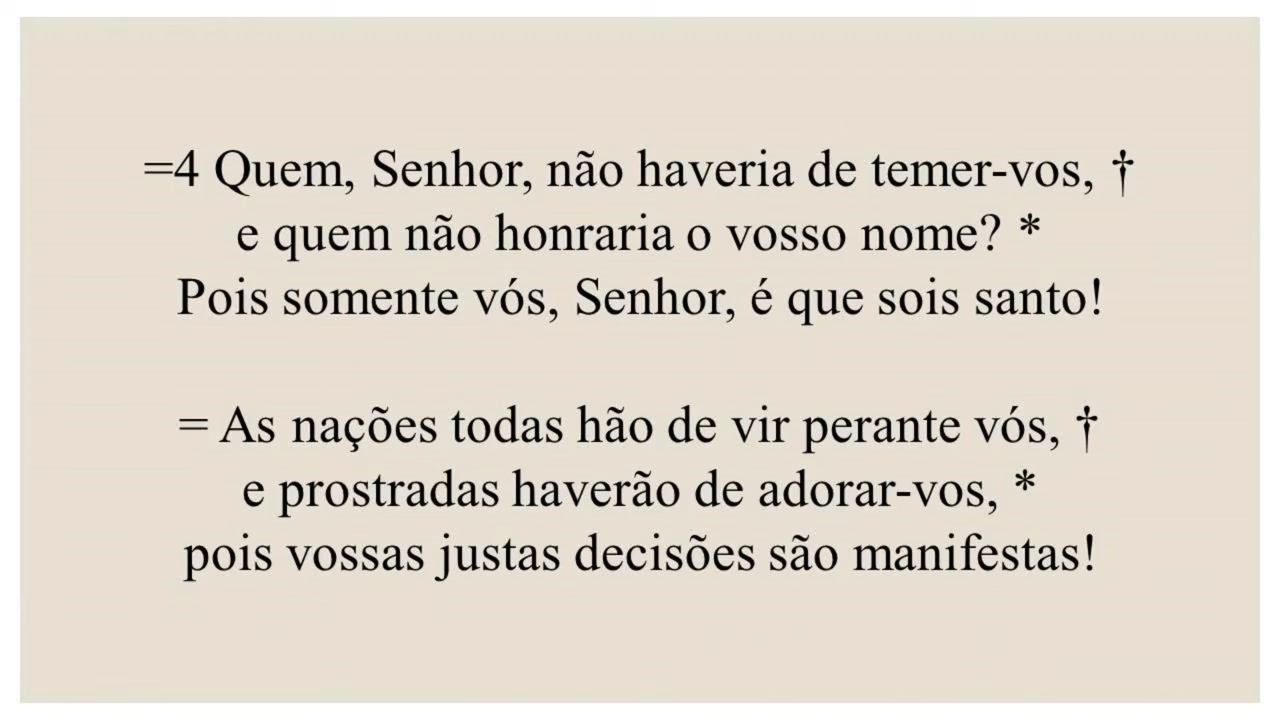 =4 Quem, Senhor, não haveria de temer-vos, †
e quem não honraria o vosso nome? *
Pois somente vós, Senhor, é que sois santo!
= As nações todas hão de vir perante vós, †
e prostradas haverão de adorar-vos, *
pois vossas justas decisões são manifestas!